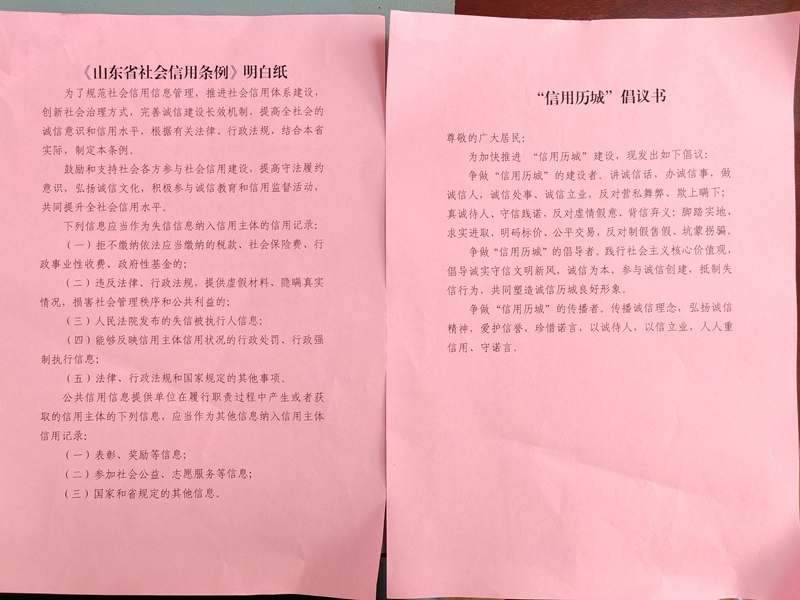 《山东省社会信用条例》明白纸
为了规范社会信用信息管理，推进社会信用体系建设，
创新社会治理方式，完善诚信建设长效机制，提高全社会的
诚信意识和信用水平，根据有关法律、行政法规，结合本省
实际，制定本条例。
鼓励和支持社会各方参与社会信用建设，提高守法履约
意识，弘扬诚信文化，积极参与诚信教育和信用监督活动，
共同提升全社会信用水平。
下列信息应当作为失信信息纳入信用主体的信用记录：
（一）拒不缴纳依法应当缴纳的税款、社会保险费、行
政事业性收费、政府性基金的；
（二）违反法律、行政法规，提供虚假材料、隐瞒真实
情况，损害社会管理秩序和公共利益的；
（三）人民法院发布的失信被执行人信息；
（四）能够反映信用主体信用状况的行政处罚、行政强
制执行信息；
（五）法律、行政法规和国家规定的其他事项。
公共信用信息提供单位在履行职责过程中产生或者获
取的信用主体的下列信息，应当作为其他信息纳入信用主体
信用记录：
（一）表彰、奖励等信息；
（二）参加社会公益、志愿服务等信息；
（三）国家和省规定的其他信息。
“信用历城”倡议书
尊敬的广大居民：
为加快推进 “信用历城”建设，现发出如下倡议：
争做“信用历城”的建设者。讲诚信话，办诚信事，做
诚信人，诚信处事、诚信立业，反对营私舞弊、欺上瞒下；
真诚待人、守信践诺，反对虚情假意、背信弃义；脚踏实地、
求实进取，明码标价、公平交易，反对制假售假、坑蒙拐骗。
争做“信用历城”的倡导者。践行社会主义核心价值观，
倡导诚实守信文明新风，诚信为本，参与诚信创建，抵制失
信行为，共同塑造诚信历城良好形象。
争做“信用历城”的传播者。传播诚信理念，弘扬诚信
精神，爱护信誉，珍惜诺言，以诚待人，以信立业，人人重
信用、守诺言。